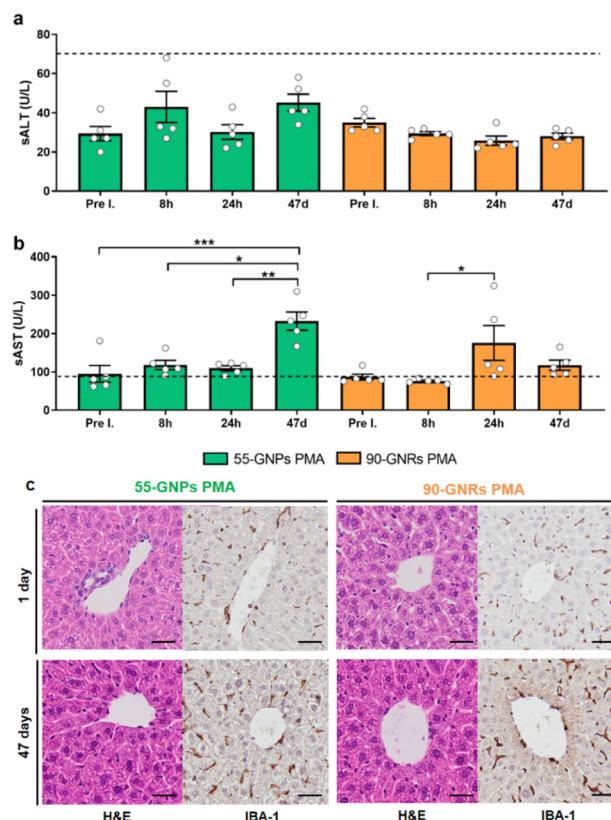 a
sALT (U/L)
80
60
40
20
0
Pre I. 8h 24h 47d Pre I. 8h 24h 47d
b
sAST (U/L)
400
300
200
100
0
*** * ** *
Pre I. 8h 24h 47d Pre I. 8h 24h 47d
55-GNPs PMA 90-GNRs PMA
c
55-GNPs PMA 90-GNRs PMA
1 day
47 days
H&E IBA-1 H&E IBA-1